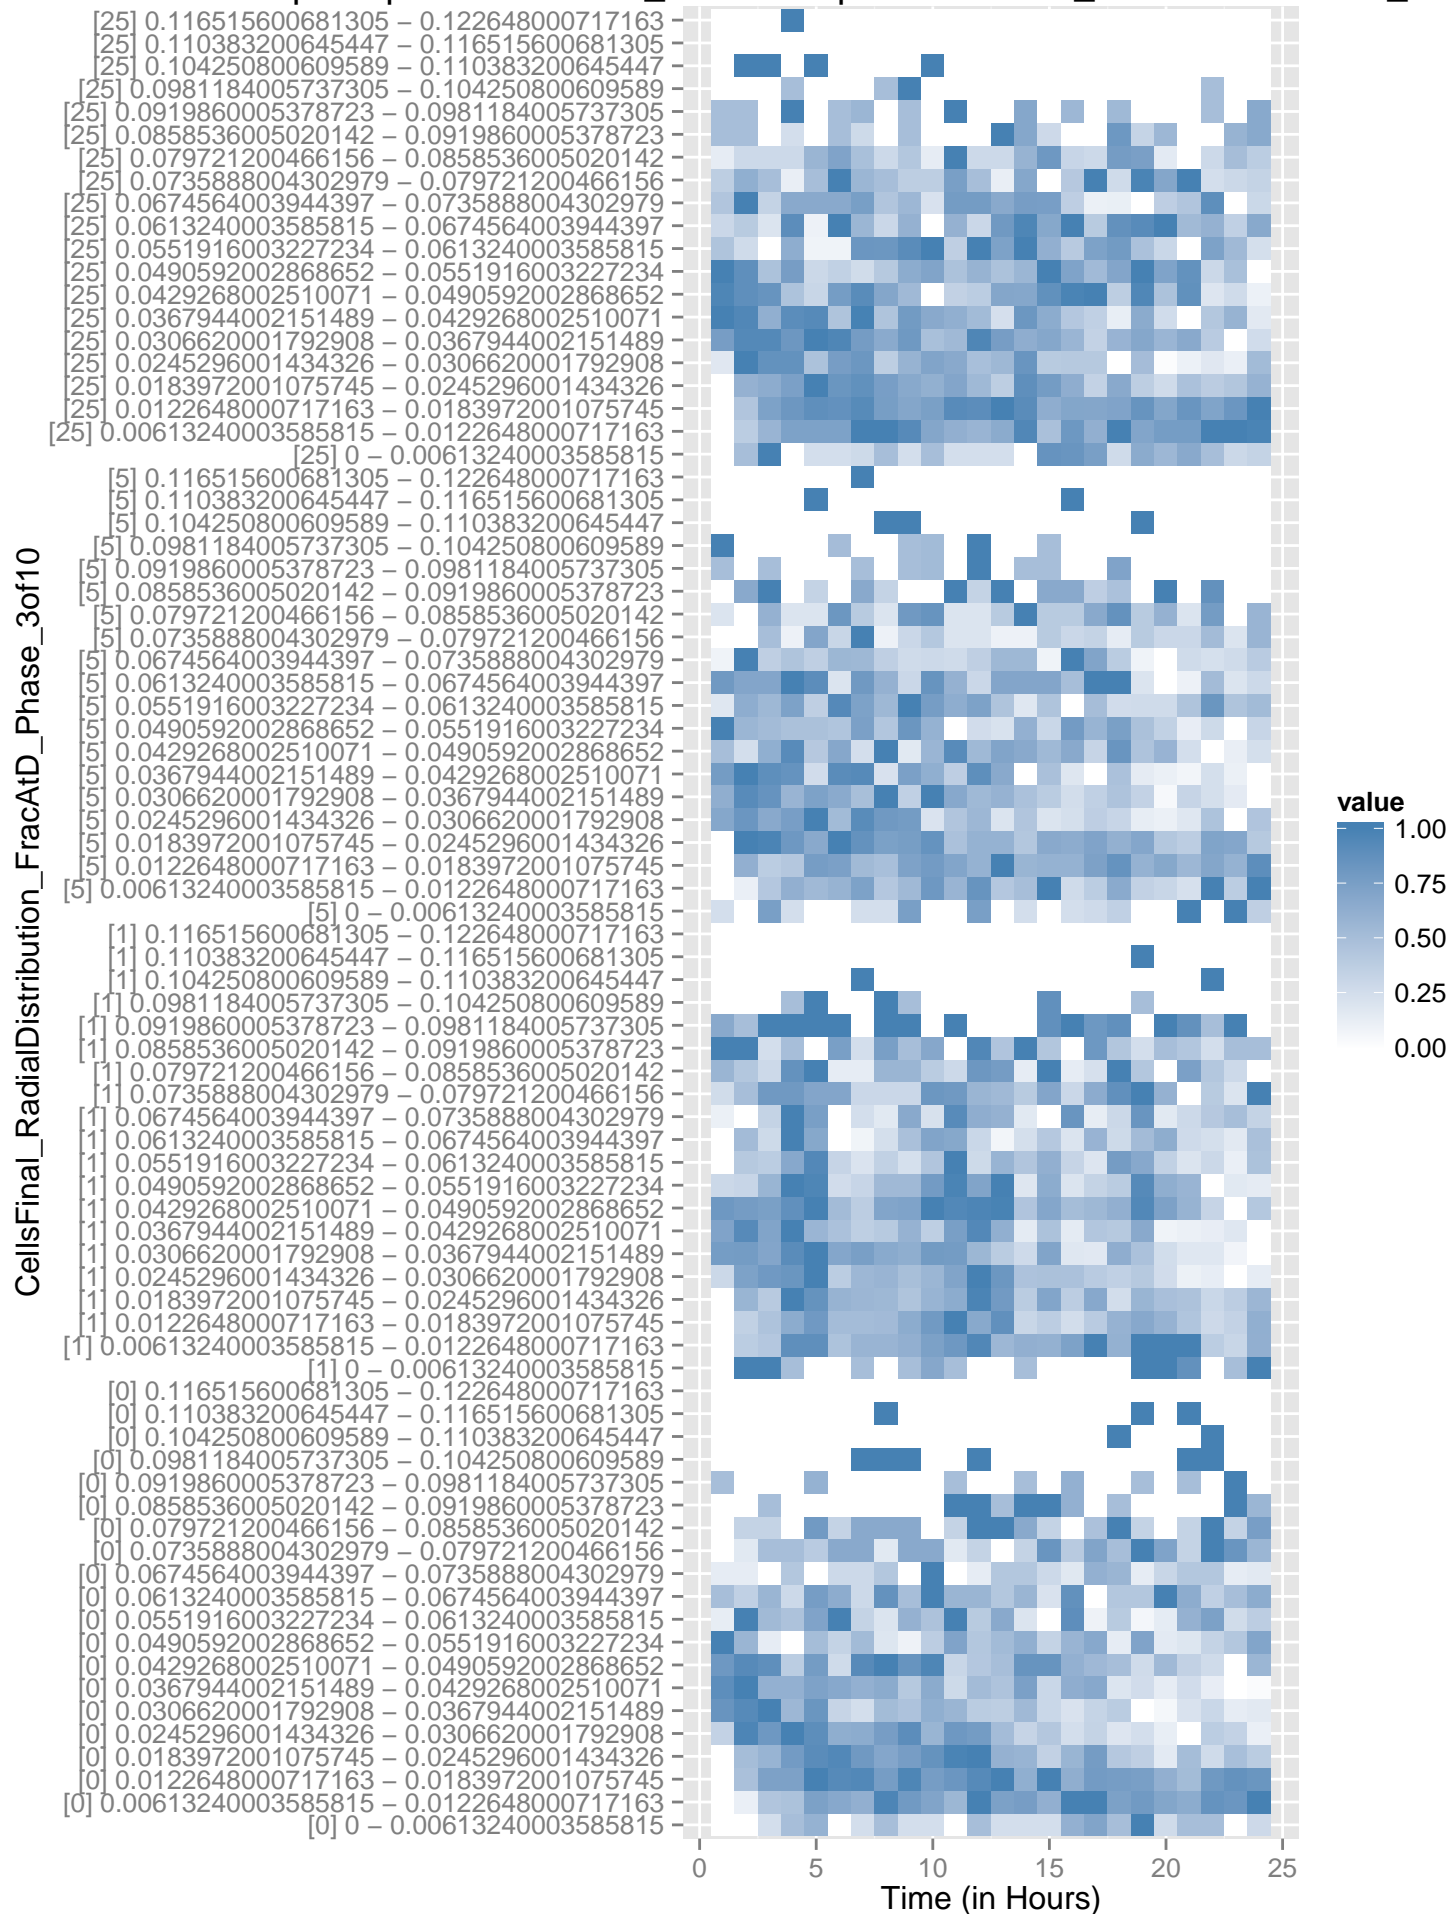 [25] 0.116515600681305 – 0.122648000717163
[25] 0.110383200645447 – 0.116515600681305
[25] 0.104250800609589 – 0.110383200645447
[25] 0.0981184005737305 – 0.104250800609589
[25] 0.0919860005378723 – 0.0981184005737305
[25] 0.0858536005020142 – 0.0919860005378723
[25] 0.079721200466156 – 0.0858536005020142
[25] 0.0735888004302979 – 0.079721200466156
[25] 0.0674564003944397 – 0.0735888004302979
[25] 0.0613240003585815 – 0.0674564003944397
[25] 0.0551916003227234 – 0.0613240003585815
[25] 0.0490592002868652 – 0.0551916003227234
[25] 0.0429268002510071 – 0.0490592002868652
[25] 0.0367944002151489 – 0.0429268002510071
[25] 0.0306620001792908 – 0.0367944002151489
[25] 0.0245296001434326 – 0.0306620001792908
[25] 0.0183972001075745 – 0.0245296001434326
[25] 0.0122648000717163 – 0.0183972001075745
[25] 0.00613240003585815 – 0.0122648000717163
[25] 0 – 0.00613240003585815
[5] 0.116515600681305 – 0.122648000717163
[5] 0.110383200645447 – 0.116515600681305
[5] 0.104250800609589 – 0.110383200645447
[5] 0.0981184005737305 – 0.104250800609589
[5] 0.0919860005378723 – 0.0981184005737305
[5] 0.0858536005020142 – 0.0919860005378723
[5] 0.079721200466156 – 0.0858536005020142
[5] 0.0735888004302979 – 0.079721200466156
[5] 0.0674564003944397 – 0.0735888004302979
[5] 0.0613240003585815 – 0.0674564003944397
[5] 0.0551916003227234 – 0.0613240003585815
[5] 0.0490592002868652 – 0.0551916003227234
[5] 0.0429268002510071 – 0.0490592002868652
[5] 0.0367944002151489 – 0.0429268002510071
[5] 0.0306620001792908 – 0.0367944002151489
[5] 0.0245296001434326 – 0.0306620001792908
[5] 0.0183972001075745 – 0.0245296001434326
[5] 0.0122648000717163 – 0.0183972001075745
[5] 0.00613240003585815 – 0.0122648000717163
[5] 0 – 0.00613240003585815
[1] 0.116515600681305 – 0.122648000717163
[1] 0.110383200645447 – 0.116515600681305
[1] 0.104250800609589 – 0.110383200645447
[1] 0.0981184005737305 – 0.104250800609589
[1] 0.0919860005378723 – 0.0981184005737305
[1] 0.0858536005020142 – 0.0919860005378723
[1] 0.079721200466156 – 0.0858536005020142
[1] 0.0735888004302979 – 0.079721200466156
[1] 0.0674564003944397 – 0.0735888004302979
[1] 0.0613240003585815 – 0.0674564003944397
[1] 0.0551916003227234 – 0.0613240003585815
[1] 0.0490592002868652 – 0.0551916003227234
[1] 0.0429268002510071 – 0.0490592002868652
[1] 0.0367944002151489 – 0.0429268002510071
[1] 0.0306620001792908 – 0.0367944002151489
[1] 0.0245296001434326 – 0.0306620001792908
[1] 0.0183972001075745 – 0.0245296001434326
[1] 0.0122648000717163 – 0.0183972001075745
[1] 0.00613240003585815 – 0.0122648000717163
[1] 0 – 0.00613240003585815
[0] 0.116515600681305 – 0.122648000717163
[0] 0.110383200645447 – 0.116515600681305
[0] 0.104250800609589 – 0.110383200645447
[0] 0.0981184005737305 – 0.104250800609589
[0] 0.0919860005378723 – 0.0981184005737305
[0] 0.0858536005020142 – 0.0919860005378723
[0] 0.079721200466156 – 0.0858536005020142
[0] 0.0735888004302979 – 0.079721200466156
[0] 0.0674564003944397 – 0.0735888004302979
[0] 0.0613240003585815 – 0.0674564003944397
[0] 0.0551916003227234 – 0.0613240003585815
[0] 0.0490592002868652 – 0.0551916003227234
[0] 0.0429268002510071 – 0.0490592002868652
[0] 0.0367944002151489 – 0.0429268002510071
[0] 0.0306620001792908 – 0.0367944002151489
[0] 0.0245296001434326 – 0.0306620001792908
[0] 0.0183972001075745 – 0.0245296001434326
[0] 0.0122648000717163 – 0.0183972001075745
[0] 0.00613240003585815 – 0.0122648000717163
[0] 0 – 0.00613240003585815
CellsFinal_RadialDistribution_FracAtD_Phase_3of10
0 5 10 15 20 25
Time (in Hours)
value
1.00
0.75
0.50
0.25
0.00